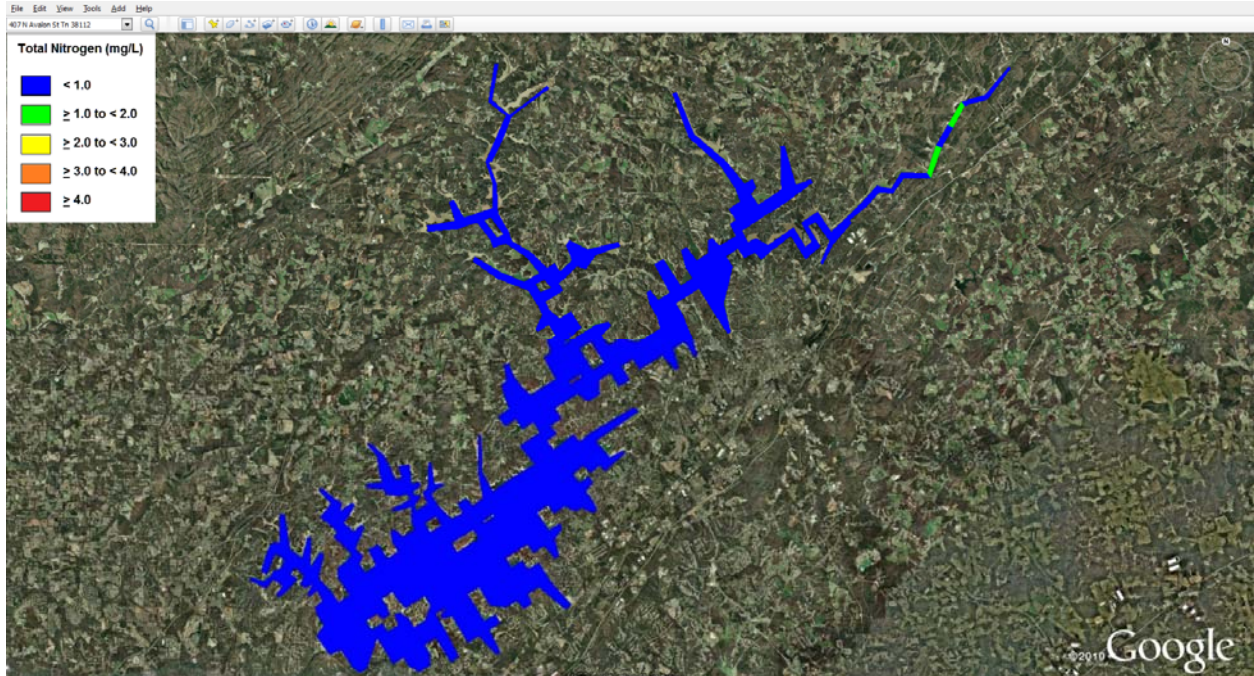 File Edit View Tools Add Help
407 N Avalon St Tn 38112
Total Nitrogen (mg/L)
< 1.0
≥ 1.0 to < 2.0
≥ 2.0 to < 3.0
≥ 3.0 to < 4.0
≥ 4.0
N
©2010 Google